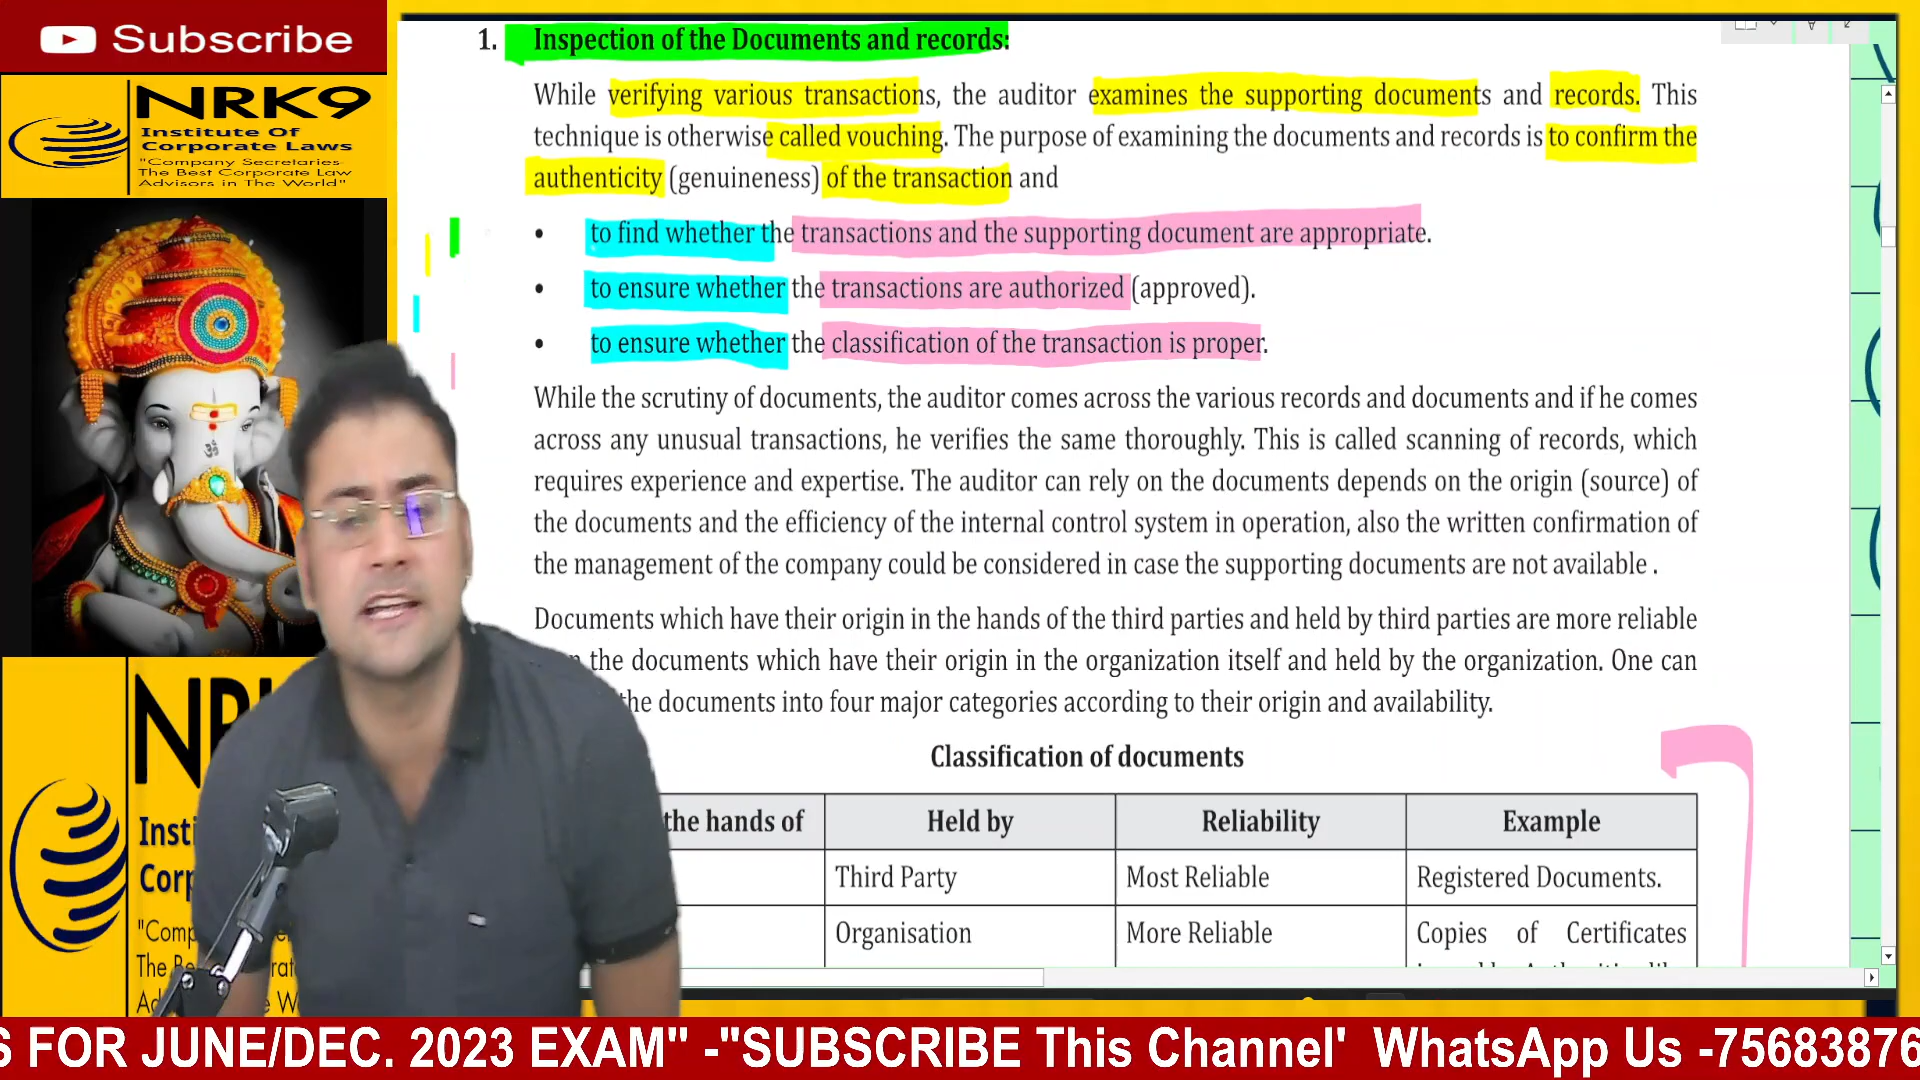 Subscribe
NRK9
Institute Of
Corporate Laws
"Company Secretaries-
The Best Corporate Law
Advisors in The World"
1. Inspection of the Documents and records:
While verifying various transactions, the auditor examines the supporting documents and records. This
technique is otherwise called vouching. The purpose of examining the documents and records is to confirm the
authenticity (genuineness) of the transaction and
• to find whether the transactions and the supporting document are appropriate.
• to ensure whether the transactions are authorized (approved).
• to ensure whether the classification of the transaction is proper.
While the scrutiny of documents, the auditor comes across the various records and documents and if he comes
across any unusual transactions, he verifies the same thoroughly. This is called scanning of records, which
requires experience and expertise. The auditor can rely on the documents depends on the origin (source) of
the documents and the efficiency of the internal control system in operation, also the written confirmation of
the management of the company could be considered in case the supporting documents are not available .
Documents which have their origin in the hands of the third parties and held by third parties are more reliable
the documents which have their origin in the organization itself and held by the organization. One can
the documents into four major categories according to their origin and availability.
Classification of documents
the hands of Held by Reliability Example
Third Party Most Reliable Registered Documents.
Organisation More Reliable Copies of Certificates
S FOR JUNE/DEC. 2023 EXAM" -"SUBSCRIBE This Channel' WhatsApp Us -75683876